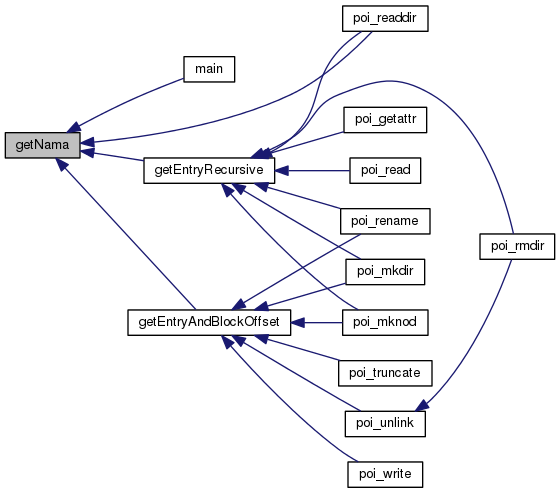 poi_readdir
main
poi_getattr
getNama
getEntryRecursive
poi_read
poi_rename
poi_rmdir
poi_mkdir
getEntryAndBlockOffset
poi_mknod
poi_truncate
poi_unlink
poi_write